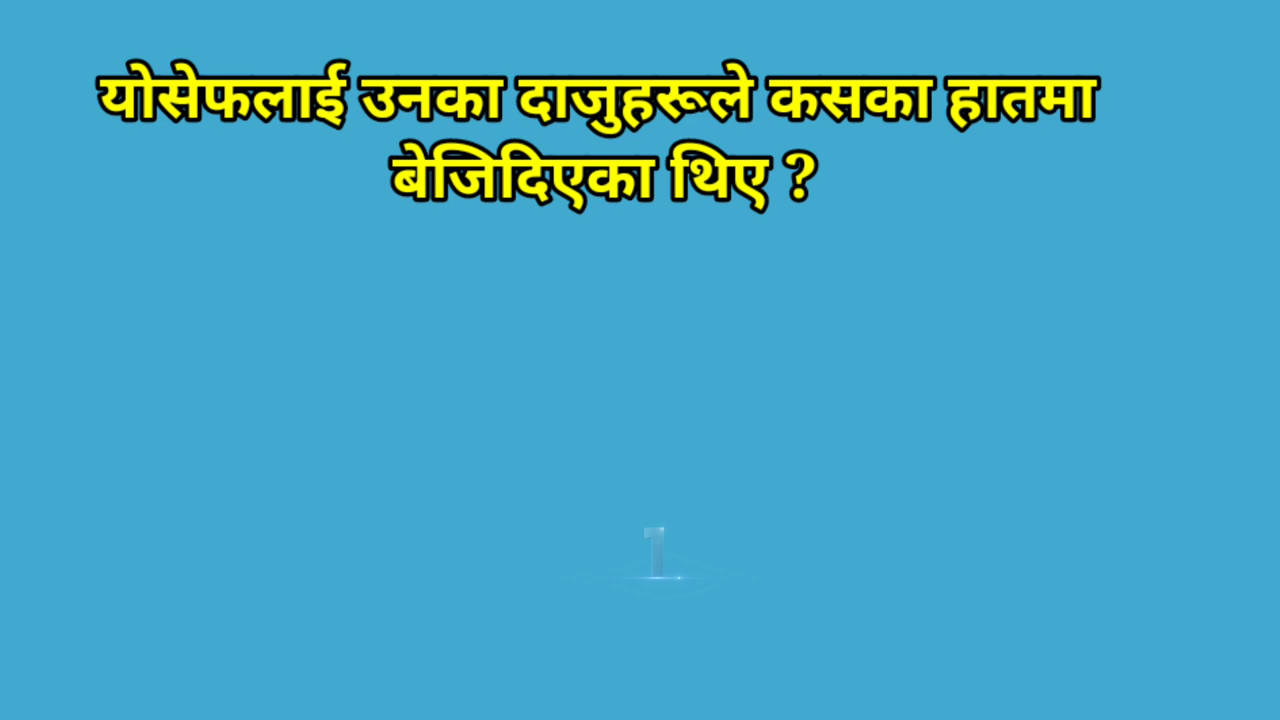 योसेफलाई उनका दाजुहरूले कसका हातमा
बेजिदिएका थिए ?
1